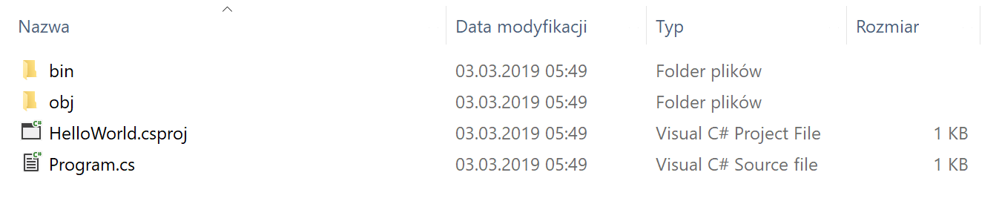 Nazwa Data modyfikacji Typ Rozmiar
bin 03.03.2019 05:49 Folder plików
obj 03.03.2019 05:49 Folder plików
HelloWorld.csproj 03.03.2019 05:49 Visual C# Project File 1 KB
Program.cs 03.03.2019 05:49 Visual C# Source file 1 KB